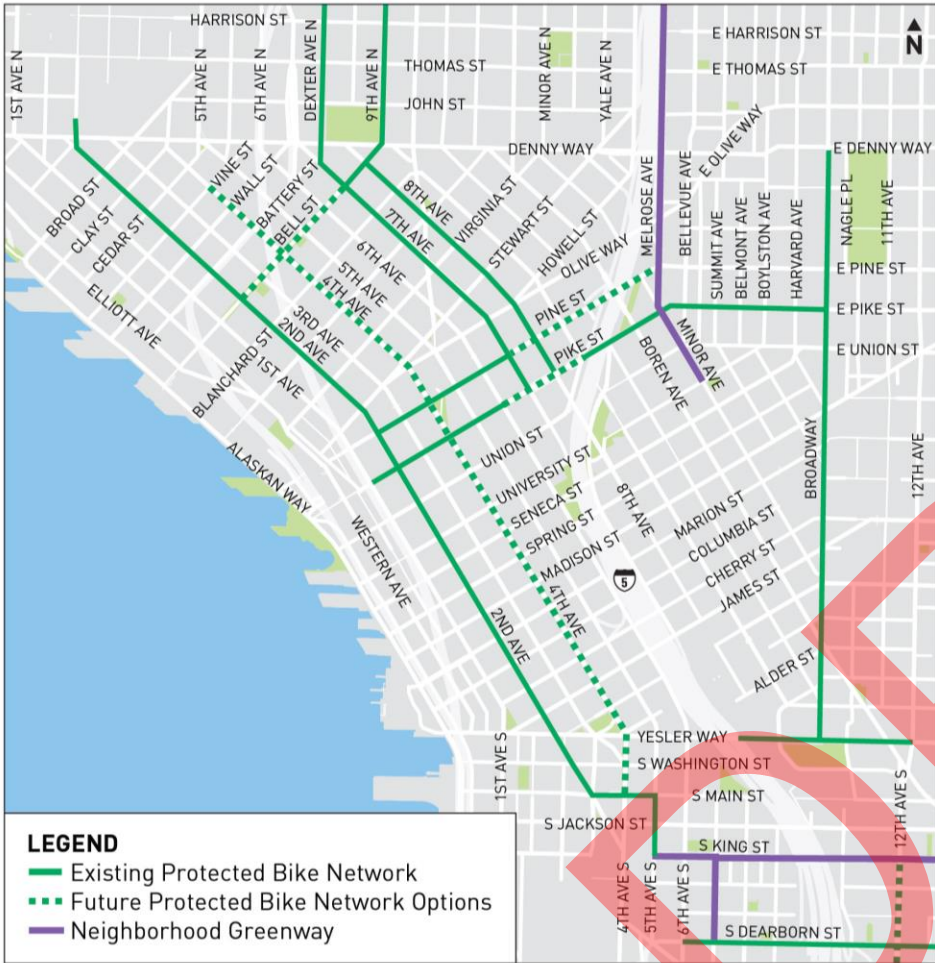 HARRISON ST
E HARRISON ST
N
1ST AVE N
5TH AVE N
6TH AVE N
DEXTER AVE N
9TH AVE N
THOMAS ST
MINOR AVE N
YALE AVE N
E THOMAS ST
JOHN ST
DENNY WAY
E OLIVE WAY
E DENNY WAY
VINE ST
WALL ST
BATTERY ST
BELL ST
8TH AVE
7TH AVE
VIRGINIA ST
STEWART ST
HOWELL ST
OLIVE WAY
MELROSE AVE
BELLEVUE AVE
SUMMIT AVE
BELMONT AVE
BOYLSTON AVE
HARVARD AVE
NAGLE PL
11TH AVE
BROAD ST
CLAY ST
CEDAR ST
ELLIOTT AVE
6TH AVE
5TH AVE
4TH AVE
3RD AVE
2ND AVE
1ST AVE
BLANCHARD ST
PINE ST
PIKE ST
E PINE ST
E PIKE ST
E UNION ST
MINOR AVE
BOREN AVE
ALASKAN WAY
WESTERN AVE
UNION ST
UNIVERSITY ST
SENECA ST
SPRING ST
MADISON ST
8TH AVE
MARION ST
COLUMBIA ST
CHERRY ST
JAMES ST
BROADWAY
12TH AVE
5
2ND AVE
4TH AVE
ALDER ST
YESLER WAY
S WASHINGTON ST
1ST AVE S
S MAIN ST
S JACKSON ST
12TH AVE S
S KING ST
4TH AVE S
5TH AVE S
6TH AVE S
S DEARBORN ST
LEGEND
Existing Protected Bike Network
Future Protected Bike Network Options
Neighborhood Greenway